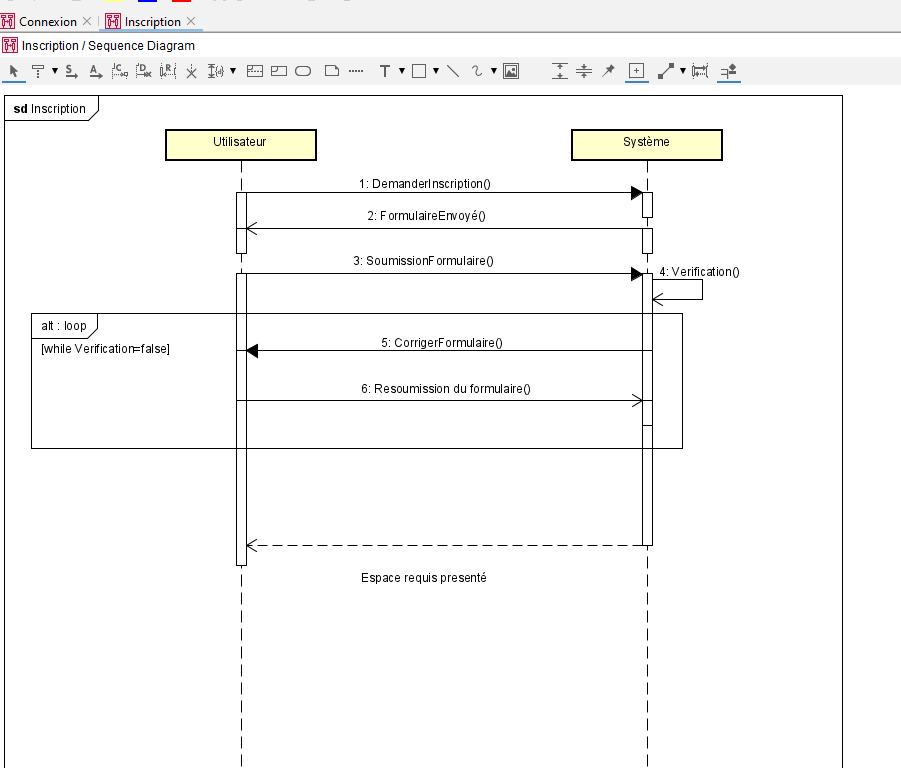 Connexion
Inscription
Inscription / Sequence Diagram
sd Inscription
Utilisateur
Système
1: DemanderInscription()
2: FormulaireEnvoyé()
3: SoumissionFormulaire()
4: Verification()
alt : loop
[while Verification=false]
5: CorrigerFormulaire()
6: Resoumission du formulaire()
Espace requis presenté